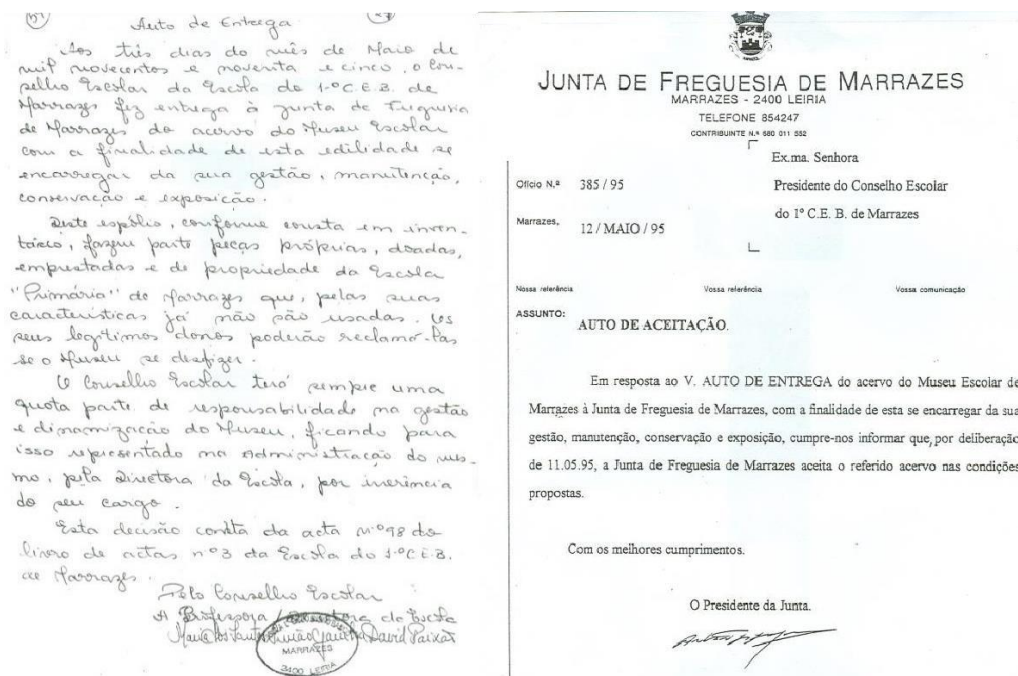 Auto de Entrega
Aos três dias do mês de Maio de
mil novecentos e noventa e cinco, o Con-
selho Escolar da Escola do 1.º C.E.B. de
Marrazes fez entrega à Junta de Freguesia
de Marrazes do acervo do Museu Escolar
com a finalidade de esta edilidade se
encarregar da sua gestão, manutenção,
conservação e exposição.
Deste espólio, conforme consta em inven-
tário, fazem parte peças próprias, doadas,
emprestadas e de propriedade da Escola
"Primária" de Marrazes que, pelas suas
características já não são usadas. Os
seus legítimos donos poderão reclamá-las
se o Museu se desfizer.
O Conselho Escolar terá sempre uma
quota parte de responsabilidade na gestão
e dinamização do Museu, ficando para
isso representado na Administração do mes-
mo, pela Directora da Escola, por inerência
do seu cargo.
Esta decisão consta da acta nº 98 do
livro de actas nº 3 da Escola do 1.º C.E.B.
de Marrazes.
Pelo Conselho Escolar
A Professora Directora da Escola
Maria dos Santos David Paixão
MARRAZES
2400 LEIRIA
JUNTA DE FREGUESIA DE MARRAZES
MARRAZES - 2400 LEIRIA
TELEFONE 854247
CONTRIBUINTE N.º 680 011 552
Ex.ma. Senhora
Presidente do Conselho Escolar
do 1º C.E. B. de Marrazes
Ofício N.º 385 / 95
Marrazes, 12 / MAIO / 95
Nossa referência Vossa referência Vossa comunicação
ASSUNTO: AUTO DE ACEITAÇÃO.
Em resposta ao V. AUTO DE ENTREGA do acervo do Museu Escolar de
Marrazes à Junta de Freguesia de Marrazes, com a finalidade de esta se encarregar da sua
gestão, manutenção, conservação e exposição, cumpre-nos informar que, por deliberação
de 11.05.95, a Junta de Freguesia de Marrazes aceita o referido acervo nas condições
propostas.
Com os melhores cumprimentos.
O Presidente da Junta.